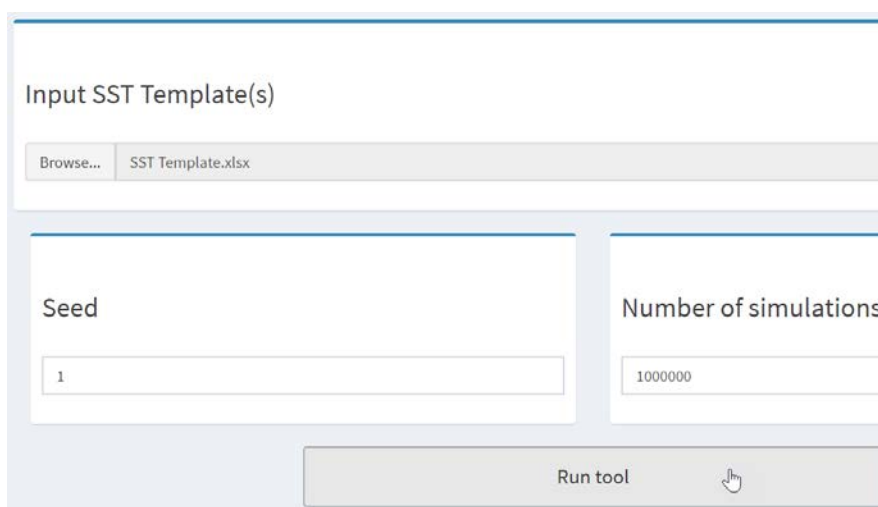 Input SST Template(s)
Browse... SST Template.xlsx
Seed
Number of simulations
1
1000000
Run tool